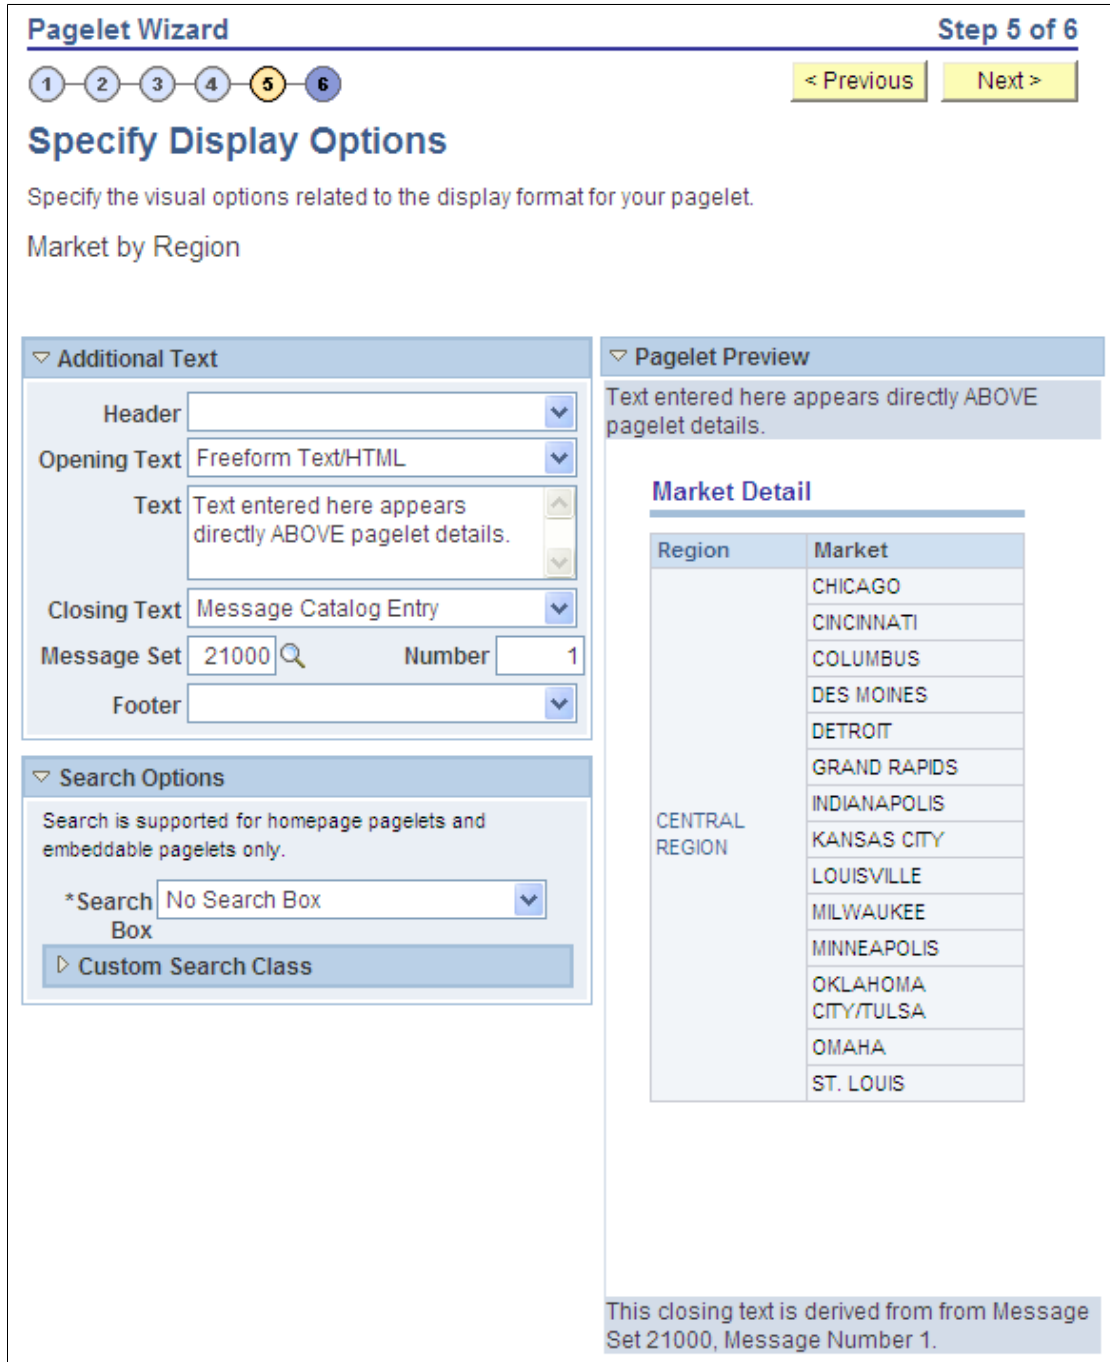 Pagelet Wizard
Step 5 of 6
1 2 3 4 5 6
< Previous
Next >
Specify Display Options
Specify the visual options related to the display format for your pagelet.
Market by Region
Additional Text
Header
Opening Text Freeform Text/HTML
Text Text entered here appears
directly ABOVE pagelet details.
Closing Text Message Catalog Entry
Message Set 21000 Number 1
Footer
Search Options
Search is supported for homepage pagelets and
embeddable pagelets only.
*Search No Search Box
Box
Custom Search Class
Pagelet Preview
Text entered here appears directly ABOVE
pagelet details.
Market Detail
Region Market
CENTRAL
REGION
CHICAGO
CINCINNATI
COLUMBUS
DES MOINES
DETROIT
GRAND RAPIDS
INDIANAPOLIS
KANSAS CITY
LOUISVILLE
MILWAUKEE
MINNEAPOLIS
OKLAHOMA
CITY/TULSA
OMAHA
ST. LOUIS
This closing text is derived from from Message
Set 21000, Message Number 1.